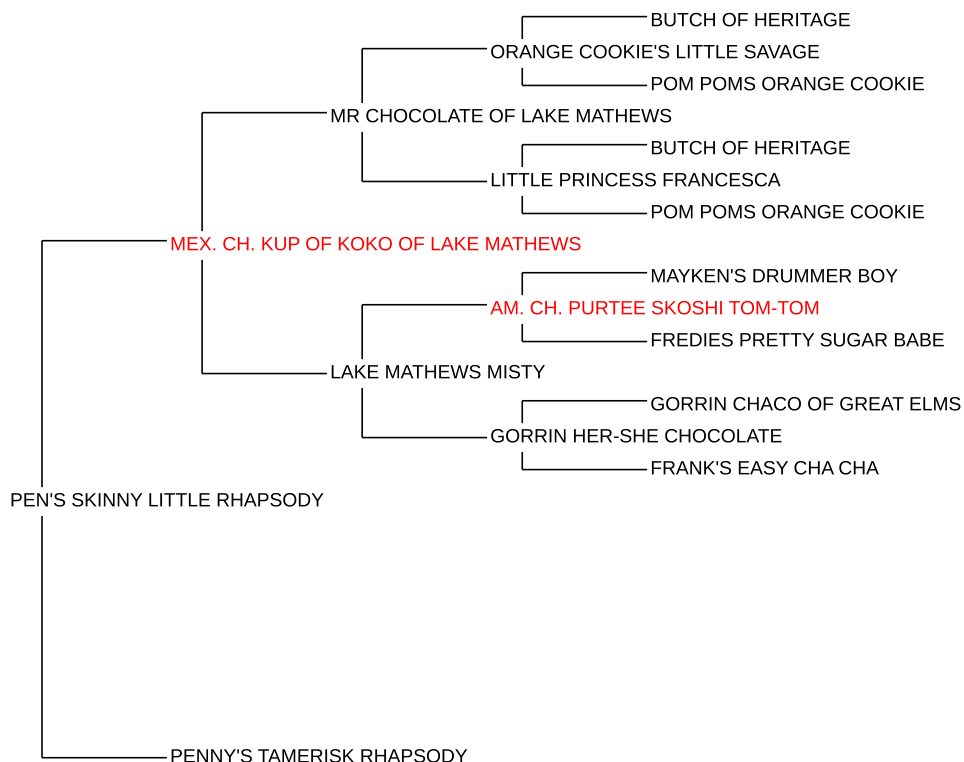 BUTCH OF HERITAGE
ORANGE COOKIE'S LITTLE SAVAGE
POM POMS ORANGE COOKIE
MR CHOCOLATE OF LAKE MATHEWS
BUTCH OF HERITAGE
LITTLE PRINCESS FRANCESCA
POM POMS ORANGE COOKIE
MEX. CH. KUP OF KOKO OF LAKE MATHEWS
MAYKEN'S DRUMMER BOY
AM. CH. PURTEE SKOSHI TOM-TOM
FREDIES PRETTY SUGAR BABE
LAKE MATHEWS MISTY
GORRIN CHACO OF GREAT ELMS
GORRIN HER-SHE CHOCOLATE
FRANK'S EASY CHA CHA
PEN'S SKINNY LITTLE RHAPSODY
PENNY'S TAMERISK RHAPSODY